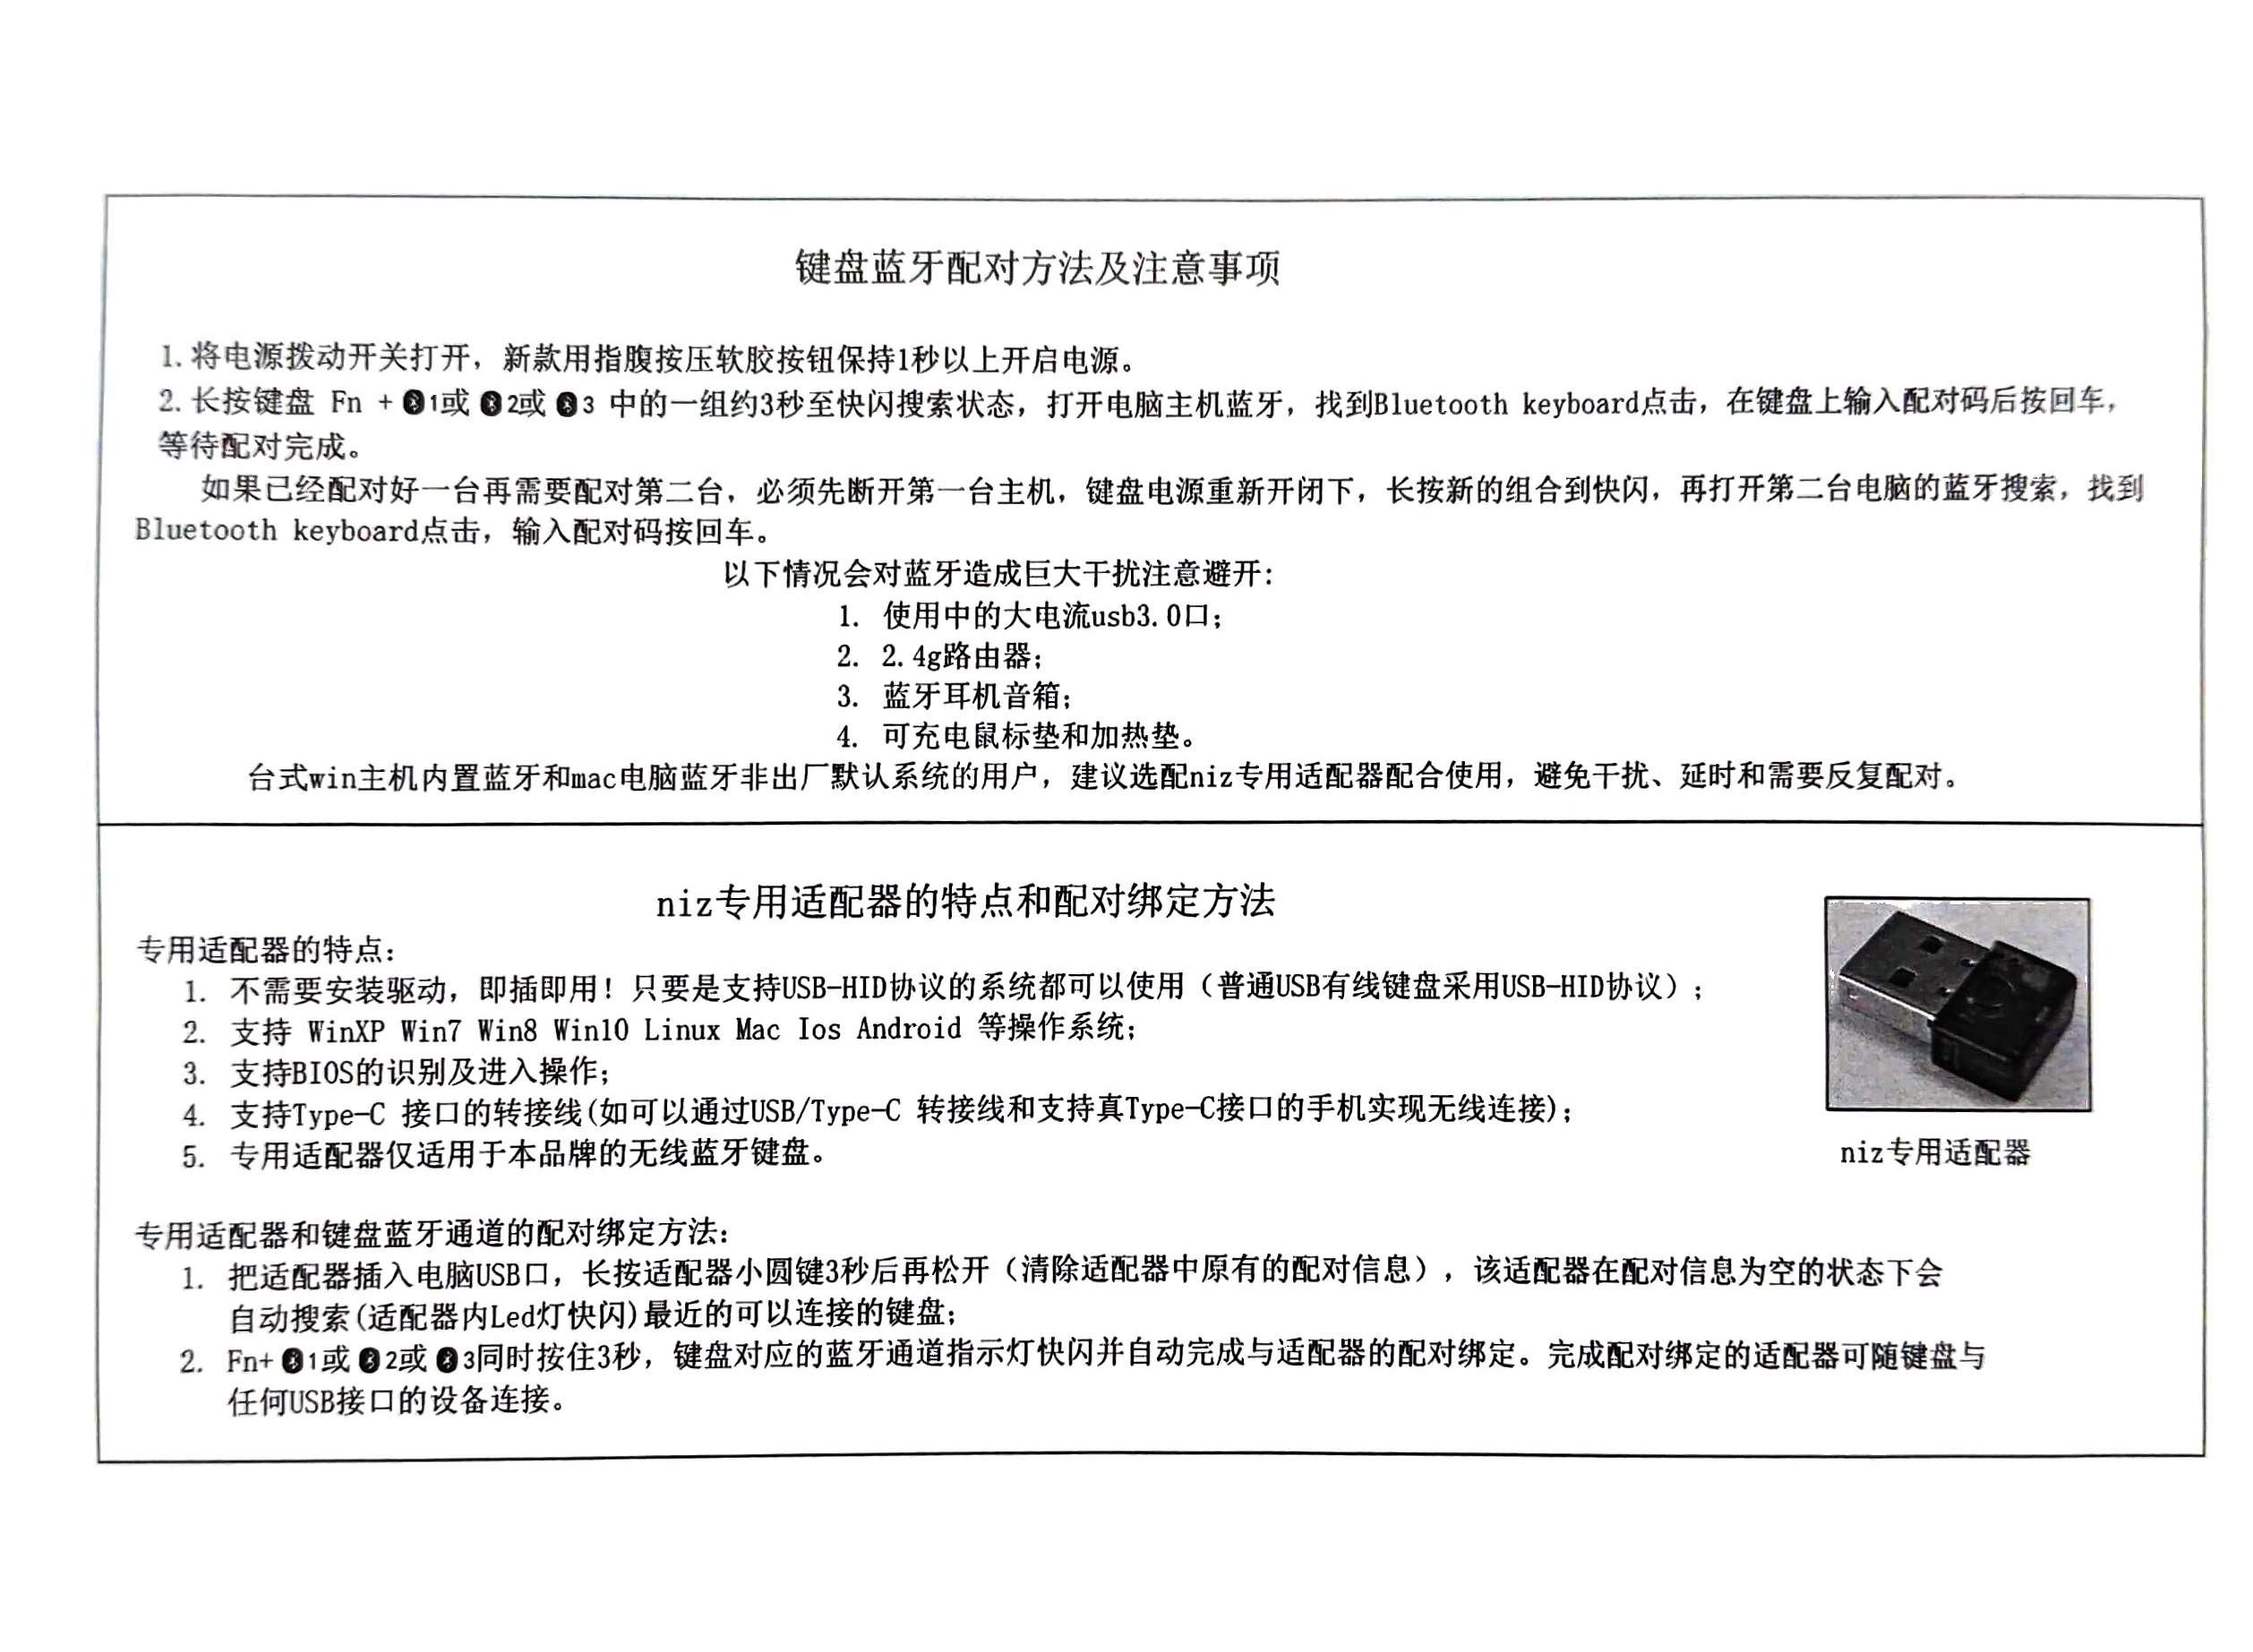 键盘蓝牙配对方法及注意事项
1.将电源拨动开关打开，新款用指腹按压软胶按钮保持1秒以上开启电源。
2.长按键盘 Fn + 1或 2或 3 中的一组约3秒至快闪搜索状态，打开电脑主机蓝牙，找到Bluetooth keyboard点击，在键盘上输入配对码后按回车，
等待配对完成。
如果已经配对好一台再需要配对第二台，必须先断开第一台主机，键盘电源重新开闭下，长按新的组合到快闪，再打开第二台电脑的蓝牙搜索，找到
Bluetooth keyboard点击，输入配对码按回车。
以下情况会对蓝牙造成巨大干扰注意避开:
1. 使用中的大电流usb3.0口;
2. 2.4g路由器;
3. 蓝牙耳机音箱;
4. 可充电鼠标垫和加热垫。
台式win主机内置蓝牙和mac电脑蓝牙非出厂默认系统的用户，建议选配niz专用适配器配合使用，避免干扰、延时和需要反复配对。
niz专用适配器的特点和配对绑定方法
专用适配器的特点:
1. 不需要安装驱动，即插即用！只要是支持USB-HID协议的系统都可以使用（普通USB有线键盘采用USB-HID协议）;
2. 支持 WinXP Win7 Win8 Win10 Linux Mac Ios Android 等操作系统;
3. 支持BIOS的识别及进入操作;
4. 支持Type-C 接口的转接线(如可以通过USB/Type-C 转接线和支持真Type-C接口的手机实现无线连接);
5. 专用适配器仅适用于本品牌的无线蓝牙键盘。
niz专用适配器
专用适配器和键盘蓝牙通道的配对绑定方法:
1. 把适配器插入电脑USB口，长按适配器小圆键3秒后再松开（清除适配器中原有的配对信息），该适配器在配对信息为空的状态下会
自动搜索(适配器内Led灯快闪)最近的可以连接的键盘;
2. Fn+ 1或 2或 3同时按住3秒，键盘对应的蓝牙通道指示灯快闪并自动完成与适配器的配对绑定。完成配对绑定的适配器可随键盘与
任何USB接口的设备连接。